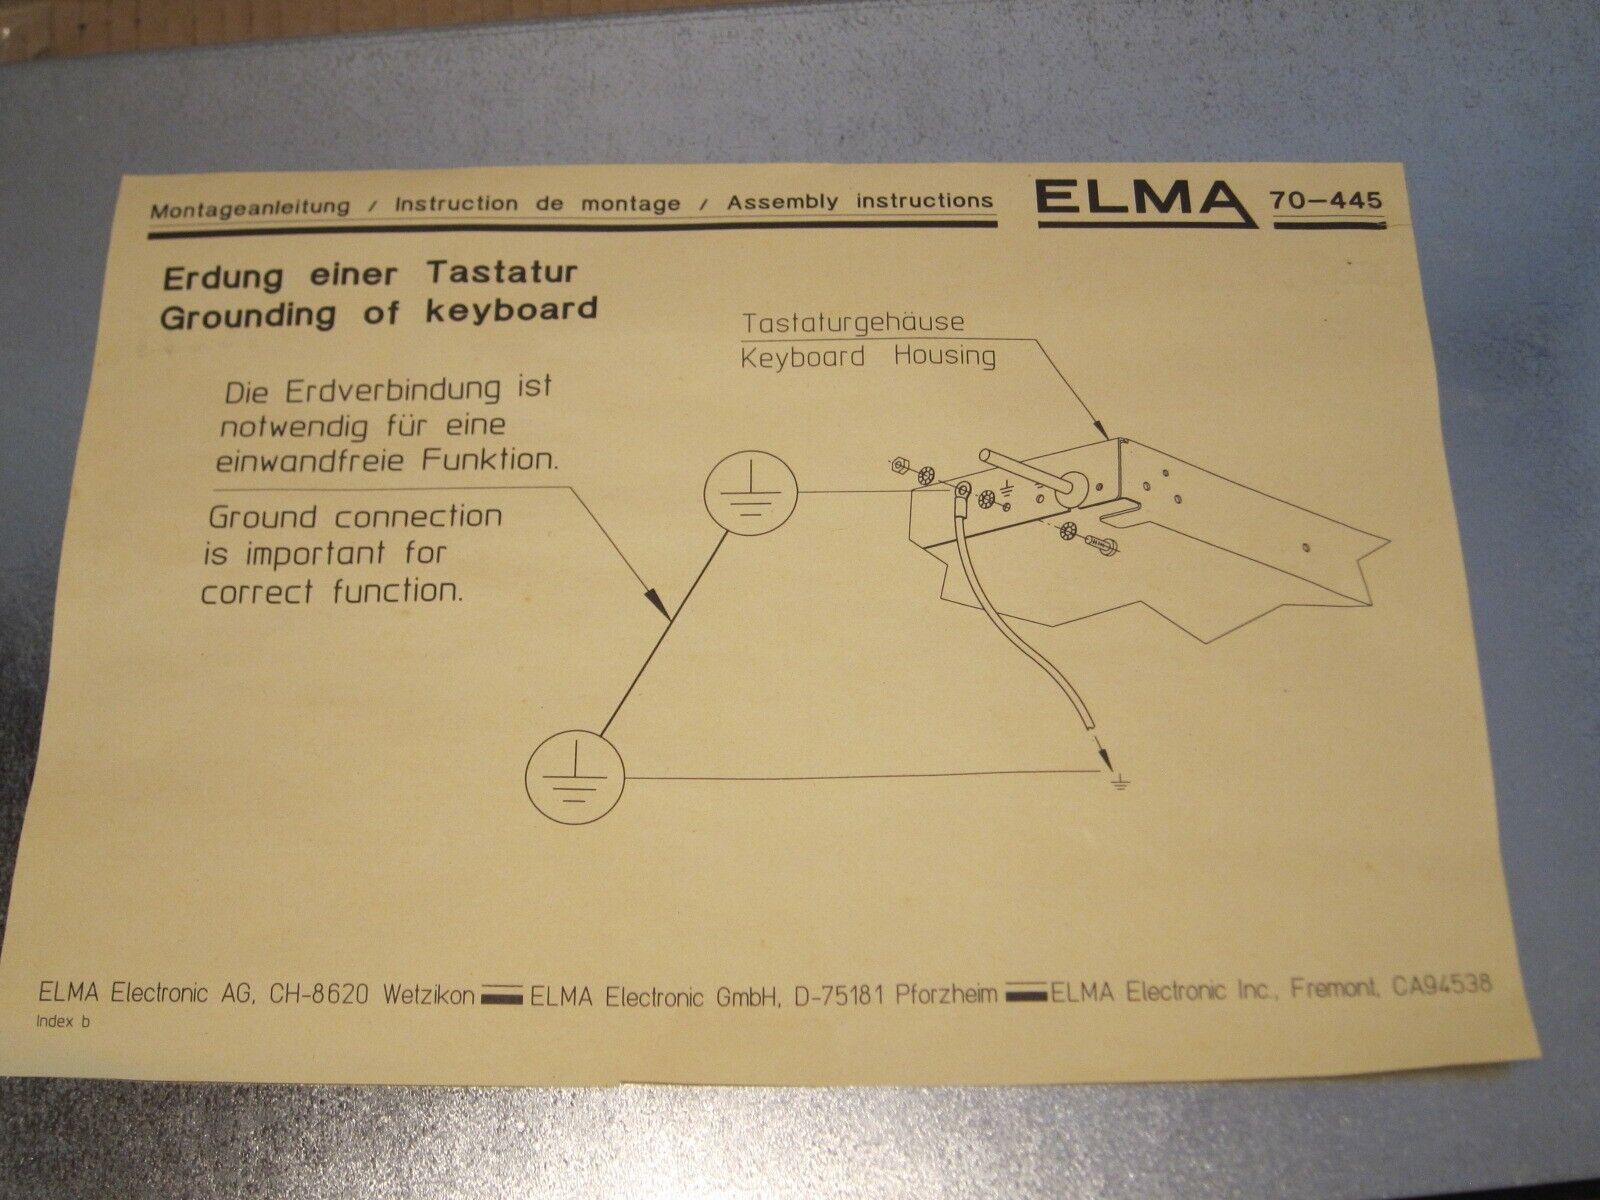 Montageanleitung / Instruction de montage / Assembly instructions
ELMA 70-445
Erdung einer Tastatur
Grounding of keyboard
Die Erdverbindung ist
notwendig für eine
einwandfreie Funktion.
Ground connection
is important for
correct function.
Tastaturgehäuse
Keyboard Housing
ELMA Electronic AG, CH-8620 Wetzikon ELMA Electronic GmbH, D-75181 Pforzheim ELMA Electronic Inc., Fremont, CA94538
Index b